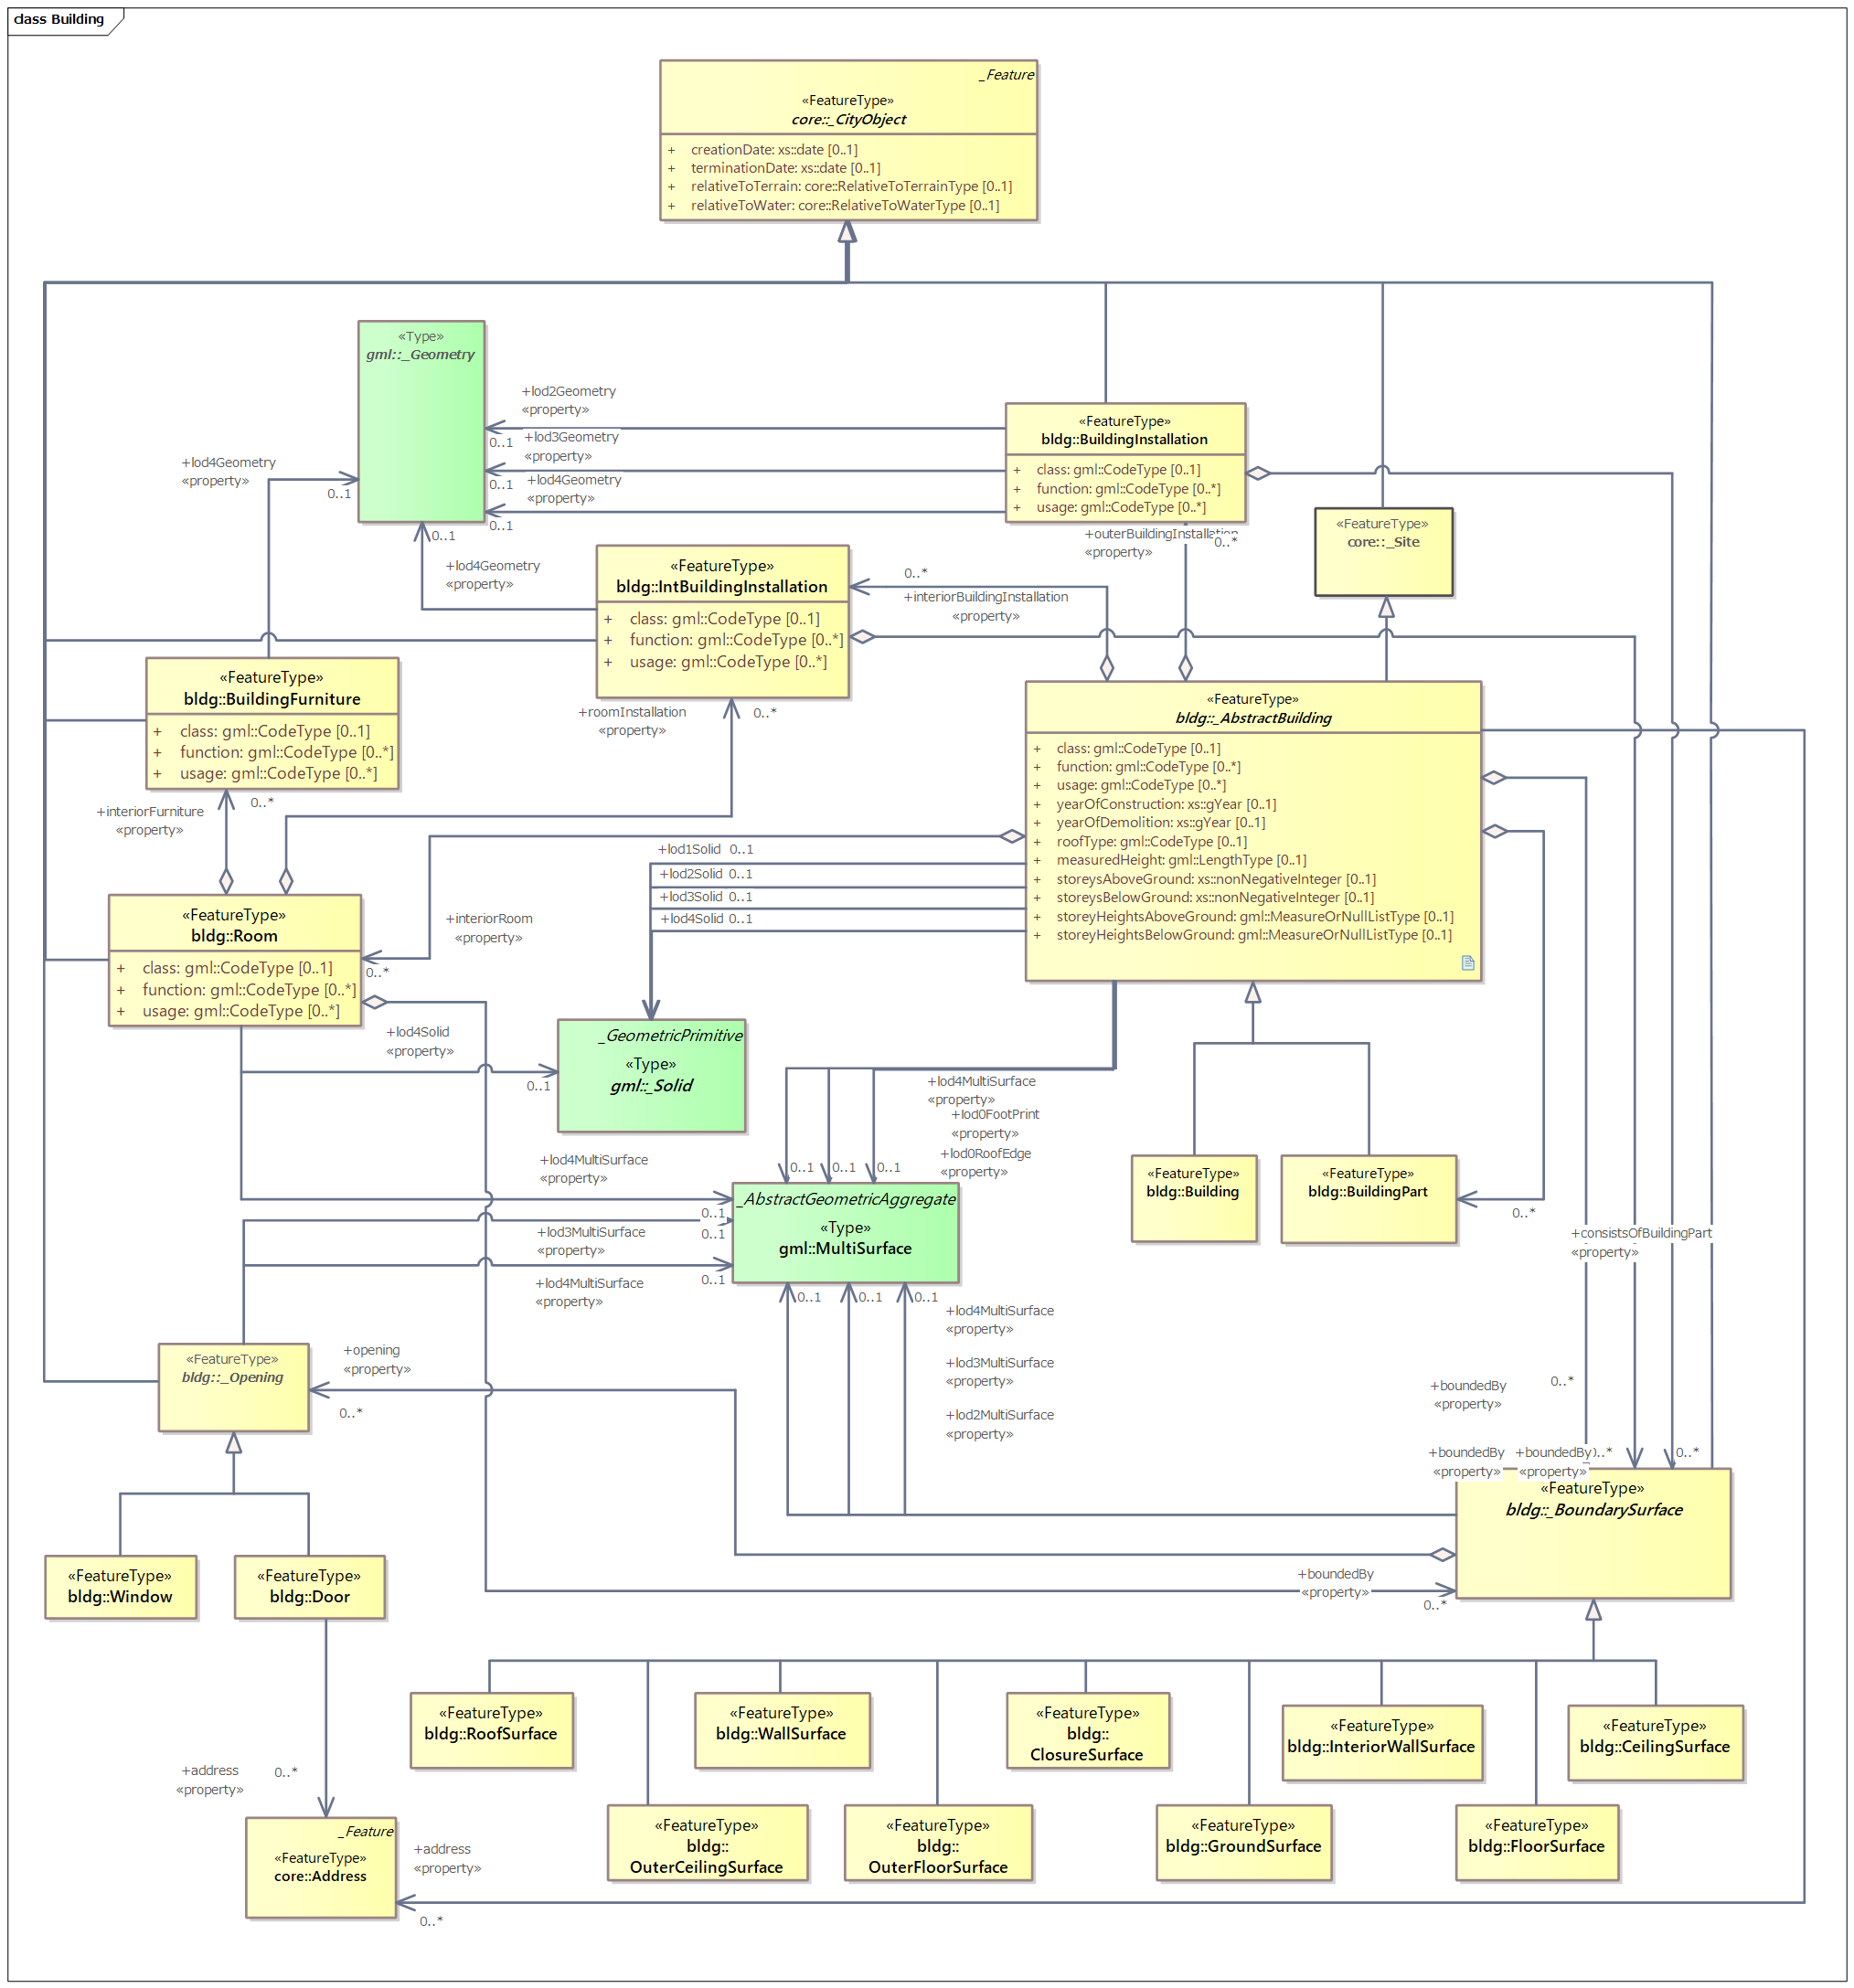 class Building
_Feature
«FeatureType»
core::_CityObject
+ creationDate: xs::date [0..1]
+ terminationDate: xs::date [0..1]
+ relativeToTerrain: core::RelativeToTerrainType [0..1]
+ relativeToWater: core::RelativeToWaterType [0..1]
«Type»
gml::_Geometry
+lod2Geometry
«property»
0..1
+lod3Geometry
«property»
0..1
+lod4Geometry
«property»
0..1
«FeatureType»
bldg::BuildingInstallation
+ class: gml::CodeType [0..1]
+ function: gml::CodeType [0..*]
+ usage: gml::CodeType [0..*]
+lod4Geometry
«property»
0..1
«FeatureType»
core::_Site
+outerBuildingInstallation
«property»
0..*
0..1
+lod4Geometry
«property»
«FeatureType»
bldg::IntBuildingInstallation
+ class: gml::CodeType [0..1]
+ function: gml::CodeType [0..*]
+ usage: gml::CodeType [0..*]
0..*
+interiorBuildingInstallation
«property»
«FeatureType»
bldg::BuildingFurniture
+ class: gml::CodeType [0..1]
+ function: gml::CodeType [0..*]
+ usage: gml::CodeType [0..*]
+roomInstallation
«property»
0..*
«FeatureType»
bldg::_AbstractBuilding
+ class: gml::CodeType [0..1]
+ function: gml::CodeType [0..*]
+ usage: gml::CodeType [0..*]
+ yearOfConstruction: xs::gYear [0..1]
+ yearOfDemolition: xs::gYear [0..1]
+ roofType: gml::CodeType [0..1]
+ measuredHeight: gml::LengthType [0..1]
+ storeysAboveGround: xs::nonNegativeInteger [0..1]
+ storeysBelowGround: xs::nonNegativeInteger [0..1]
+ storeyHeightsAboveGround: gml::MeasureOrNullListType [0..1]
+ storeyHeightsBelowGround: gml::MeasureOrNullListType [0..1]
+interiorFurniture
«property»
0..*
+lod1Solid 0..1
+lod2Solid 0..1
+lod3Solid 0..1
+lod4Solid 0..1
«FeatureType»
bldg::Room
+ class: gml::CodeType [0..1]
+ function: gml::CodeType [0..*]
+ usage: gml::CodeType [0..*]
+interiorRoom
«property»
0..*
+lod4Solid
«property»
0..1
_GeometricPrimitive
«Type»
gml::_Solid
+lod4MultiSurface
«property»
+lod0FootPrint
«property»
+lod0RoofEdge
«property»
0..1
0..1
0..1
«FeatureType»
bldg::Building
«FeatureType»
bldg::BuildingPart
0..*
+consistsOfBuildingPart
«property»
+lod4MultiSurface
«property»
0..1
_AbstractGeometricAggregate
«Type»
gml::MultiSurface
0..1
+lod3MultiSurface
«property»
0..1
+lod4MultiSurface
«property»
0..1
0..1
0..1
+lod4MultiSurface
«property»
+lod3MultiSurface
«property»
+lod2MultiSurface
«property»
«FeatureType»
bldg::_Opening
+opening
«property»
0..*
+boundedBy
«property»
0..*
+boundedBy
«property»
+boundedBy
«property»
0..*
0..*
«FeatureType»
bldg::_BoundarySurface
«FeatureType»
bldg::Window
«FeatureType»
bldg::Door
+boundedBy
«property»
0..*
«FeatureType»
bldg::RoofSurface
«FeatureType»
bldg::WallSurface
«FeatureType»
bldg::
ClosureSurface
«FeatureType»
bldg::InteriorWallSurface
«FeatureType»
bldg::CeilingSurface
+address
«property»
0..*
«FeatureType»
bldg::
OuterCeilingSurface
«FeatureType»
bldg::
OuterFloorSurface
«FeatureType»
bldg::GroundSurface
«FeatureType»
bldg::FloorSurface
_Feature
«FeatureType»
core::Address
+address
«property»
0..*